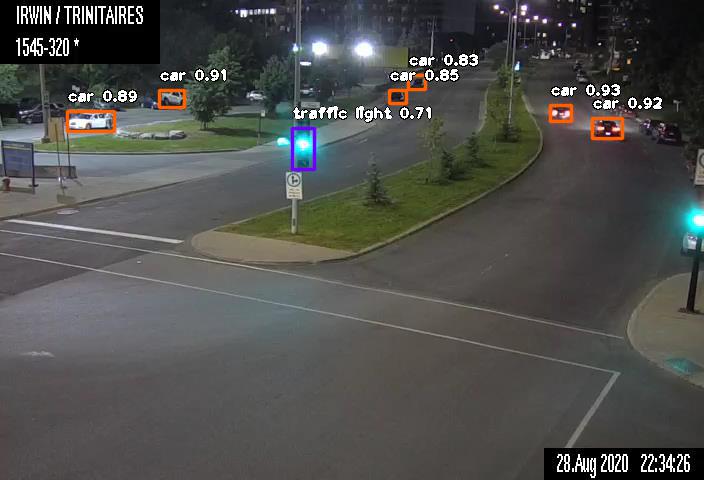 IRWIN / TRINITAIRES
1545-320 *
car 0.83
car 0.91
car 0.85
car 0.89
car 0.93
car 0.92
traffic light 0.71
28.Aug 2020 22:34:26